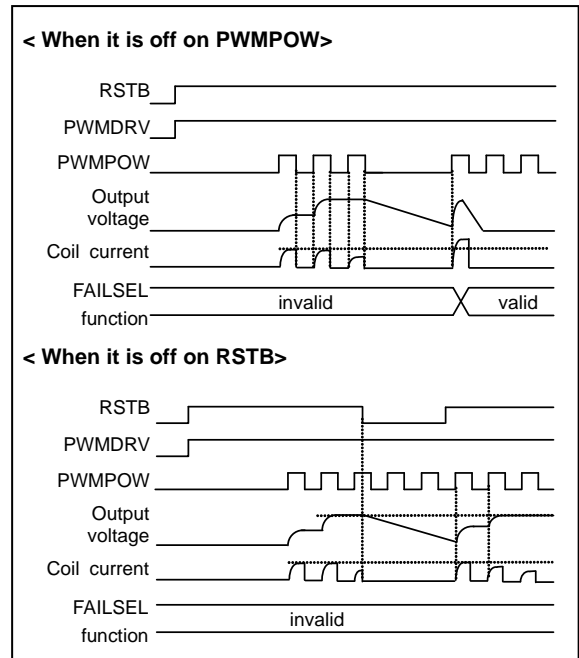 < When it is off on PWMPOW>
RSTB
PWMDRV
PWMPOW
Output
voltage
Coil current
FAILSEL
function
invalid
valid
< When it is off on RSTB>
RSTB
PWMDRV
PWMPOW
Output
voltage
Coil current
FAILSEL
function
invalid